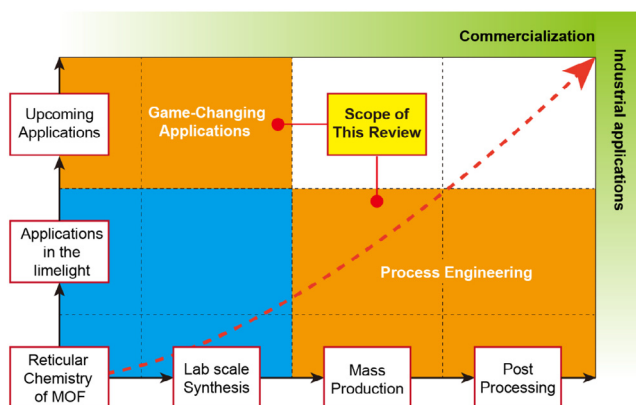 Commercialization
Industrial applications
Upcoming
Applications
Game-Changing
Applications
Scope of
This Review
Applications
in the
limelight
Process Engineering
Reticular
Chemistry
of MOF
Lab scale
Synthesis
Mass
Production
Post
Processing